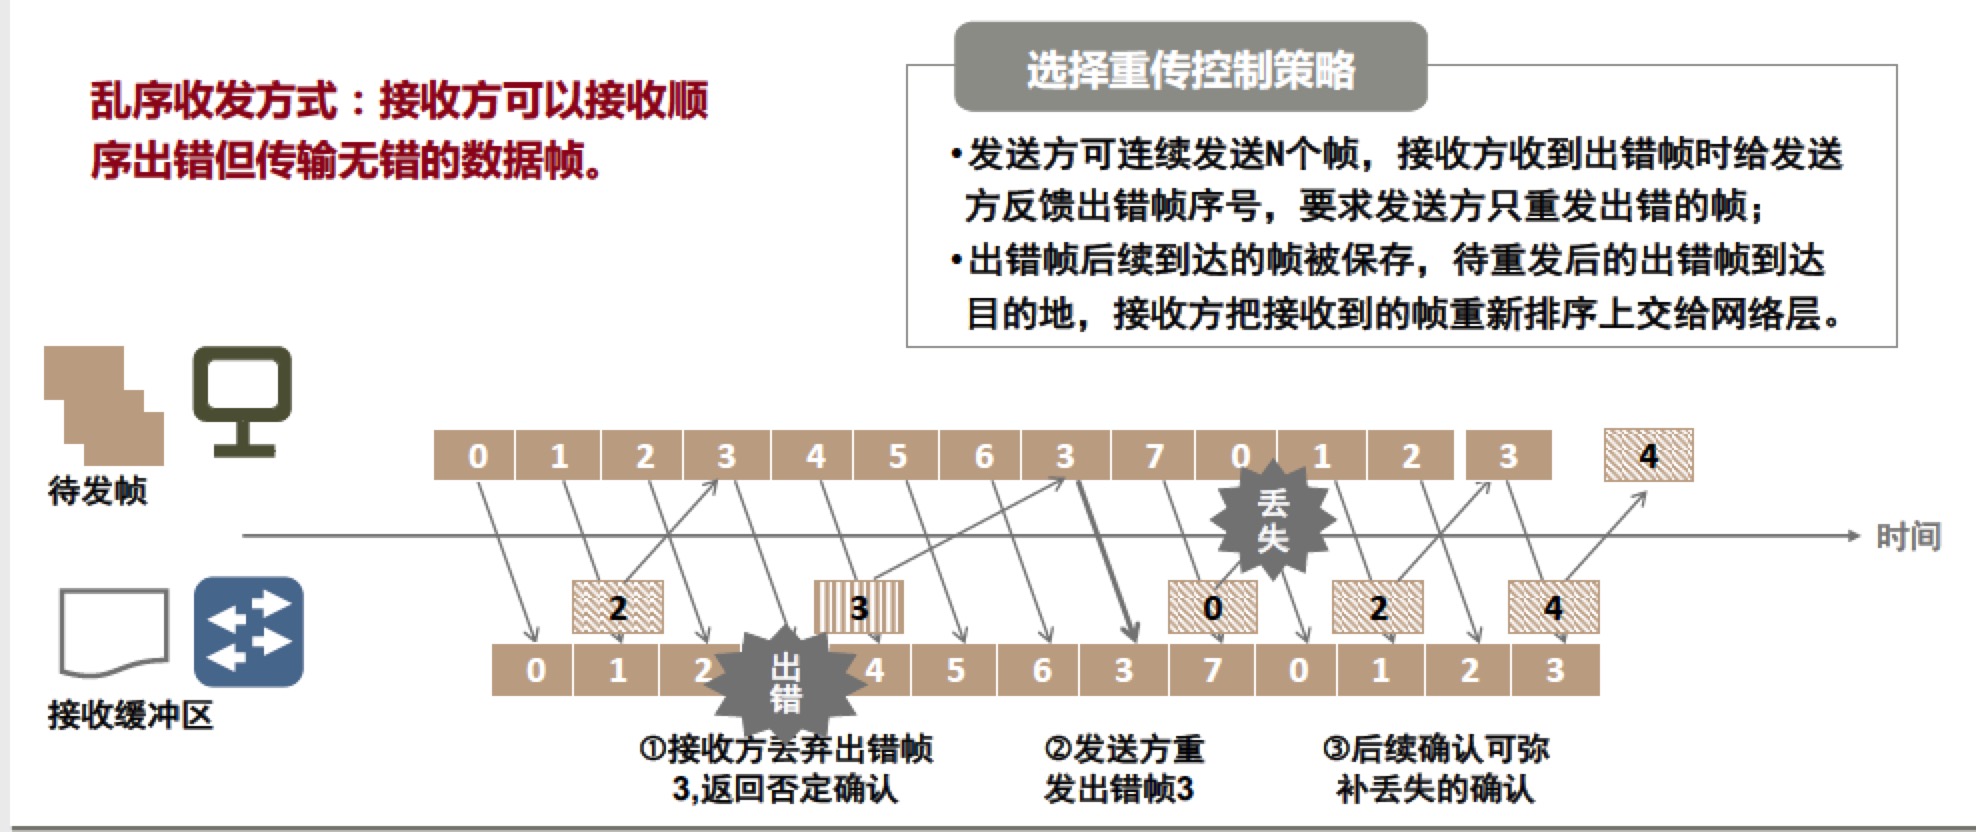 乱序收发方式：接收方可以接收顺
序出错但传输无错的数据帧。
选择重传控制策略
•发送方可连续发送N个帧，接收方收到出错帧时给发送
方反馈出错帧序号，要求发送方只重发出错的帧；
•出错帧后续到达的帧被保存，待重发后的出错帧到达
目的地，接收方把接收到的帧重新排序上交给网络层。
待发帧
0 1 2 3 4 5 6 3 7 0 1 2 3 4
丢
失
时间
2 3 0 2 4
0 1 2 4 5 6 3 7 0 1 2 3
出
错
接收缓冲区
①接收方丢弃出错帧
3,返回否定确认
②发送方重
发出错帧3
③后续确认可弥
补丢失的确认